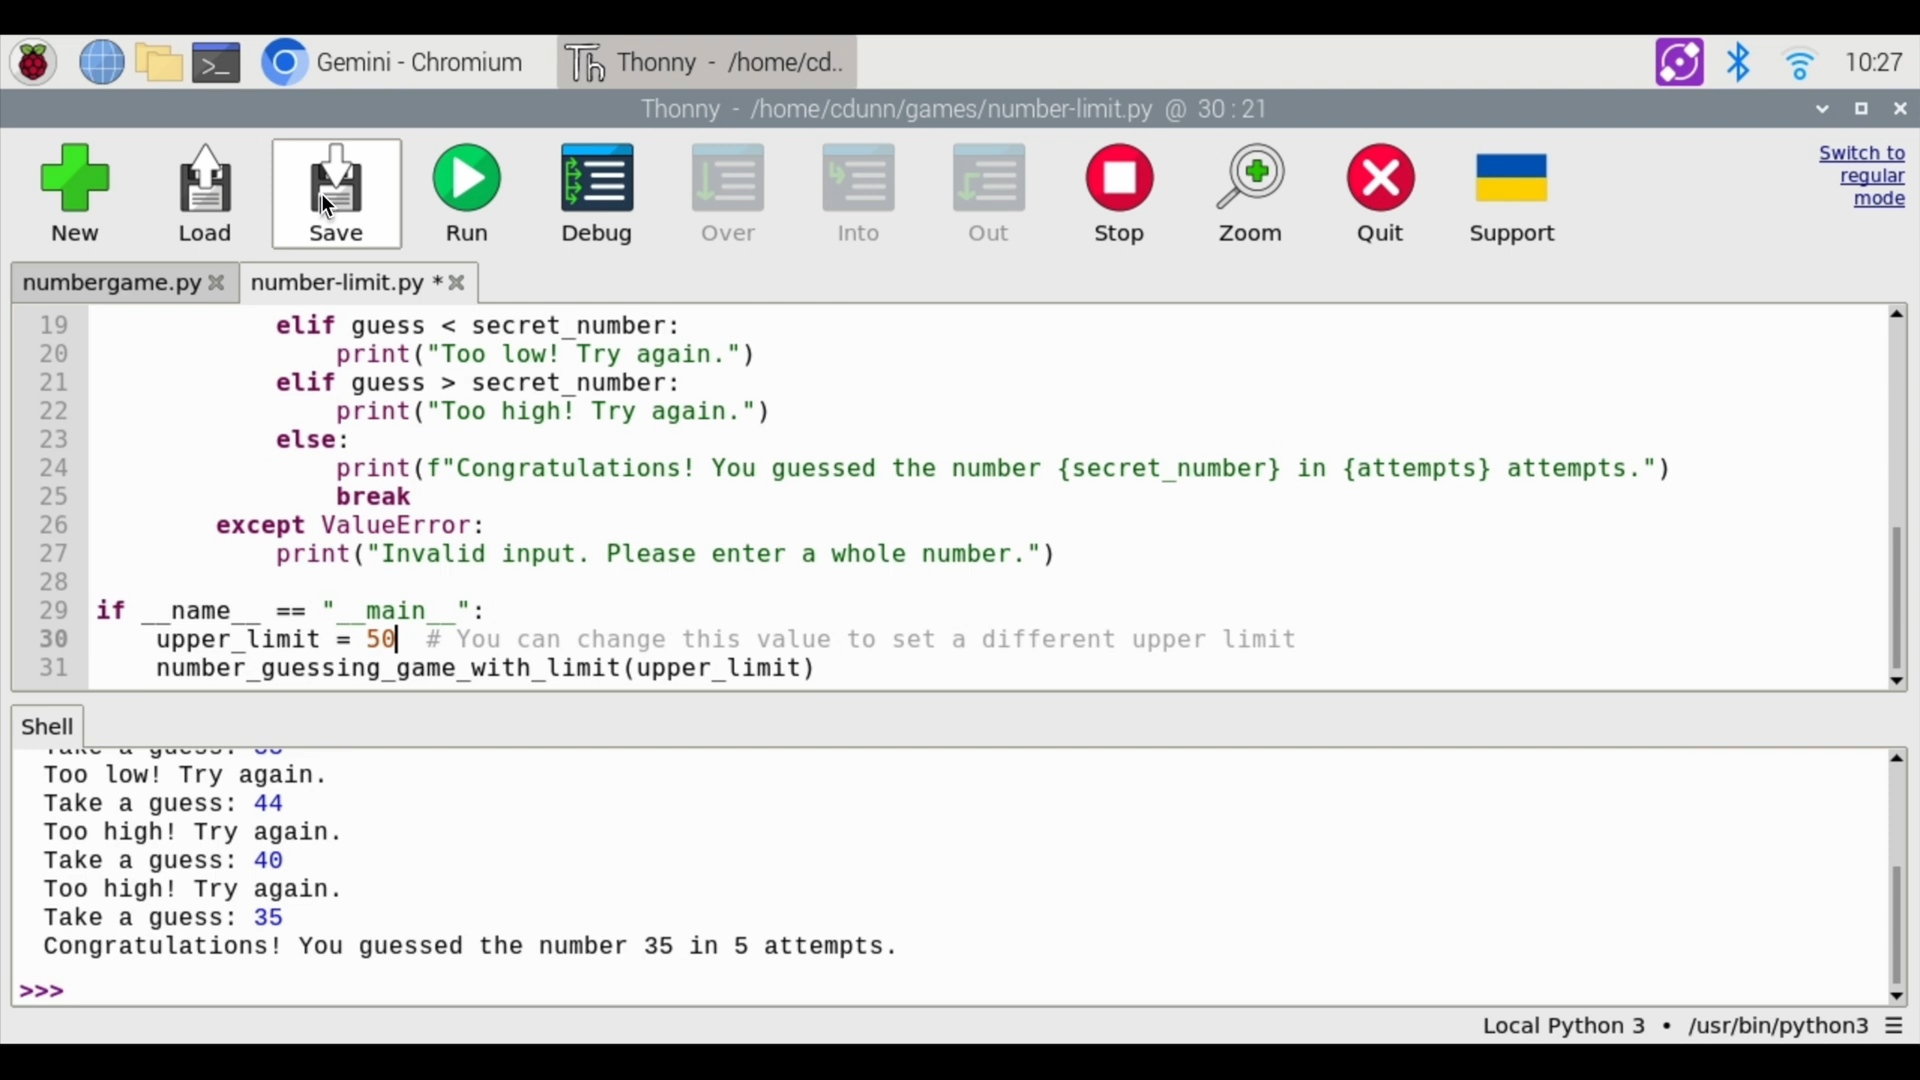 Gemini - Chromium
Th Thonny - /home/cd..
10:27
Thonny - /home/cdunn/games/number-limit.py @ 30 : 21
New
Load
Save
Run
Debug
Over
Into
Out
Stop
Zoom
Quit
Support
Switch to
regular
mode
numbergame.py
number-limit.py *
19 elif guess < secret_number:
20 print("Too low! Try again.")
21 elif guess > secret_number:
22 print("Too high! Try again.")
23 else:
24 print(f"Congratulations! You guessed the number {secret_number} in {attempts} attempts.")
25 break
26 except ValueError:
27 print("Invalid input. Please enter a whole number.")
28
29 if __name__ == "__main__":
30 upper_limit = 50 # You can change this value to set a different upper limit
31 number_guessing_game_with_limit(upper_limit)
Shell
Take a guess:
Too low! Try again.
Take a guess: 44
Too high! Try again.
Take a guess: 40
Too high! Try again.
Take a guess: 35
Congratulations! You guessed the number 35 in 5 attempts.
>>>
Local Python 3 • /usr/bin/python3 ☰